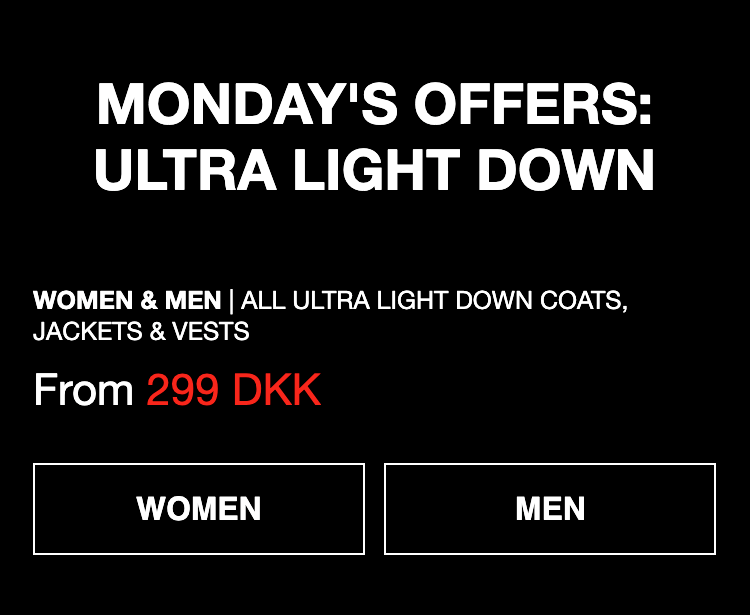 MONDAY'S OFFERS:
ULTRA LIGHT DOWN
WOMEN & MEN | ALL ULTRA LIGHT DOWN COATS,
JACKETS & VESTS
From 299 DKK
WOMEN
MEN